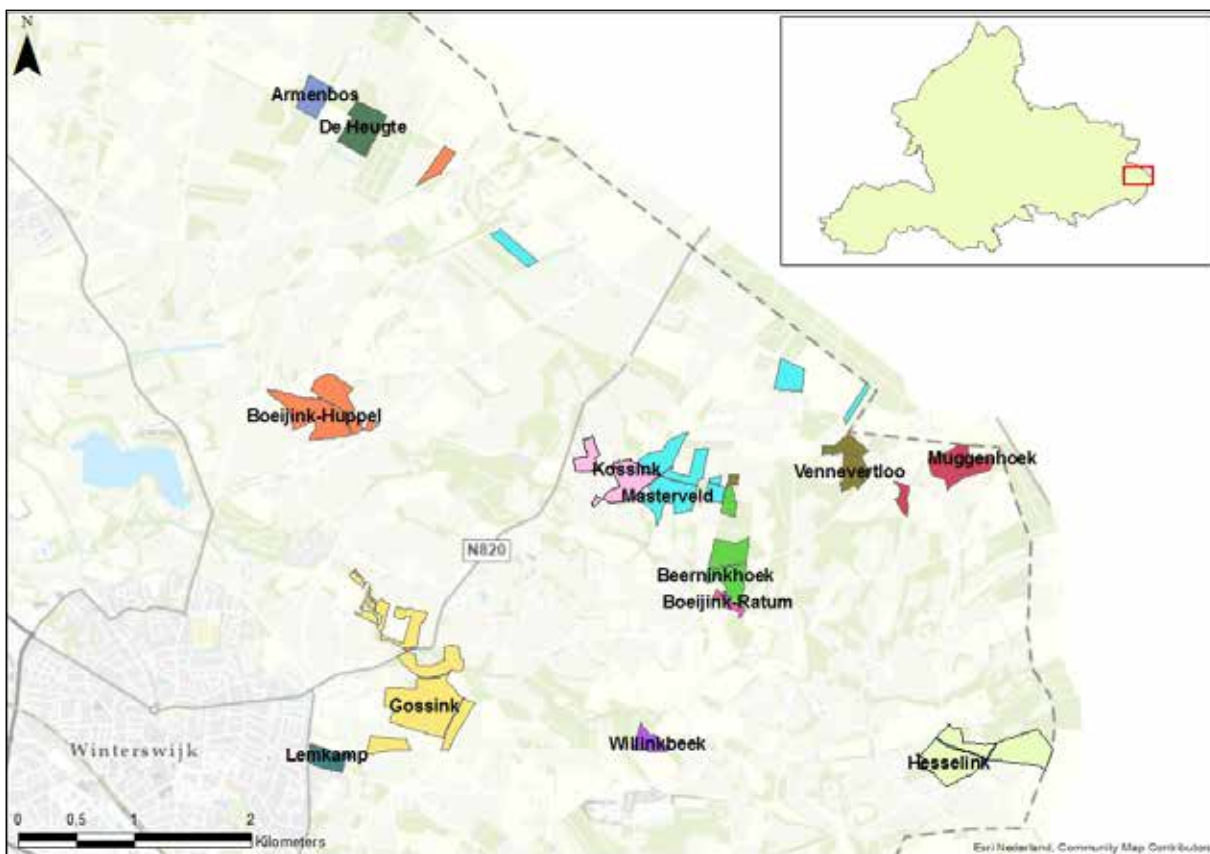 N
Armenbos
De Heugte
Boeijink-Huppel
Kossink
Masterveld
Vennevertloo
Muggenhoek
N820
Beerninkhoek
Boeijink-Ratum
Gossink
Winterswijk
Lemkamp
Willinkbeek
Hesselink
0 0,5 1 2
Kilometers
Esri Nederland, Community Map Contributors